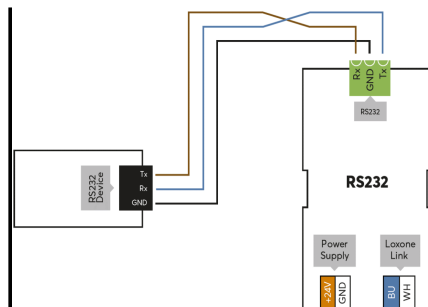 Rx
GND
Tx
RS232
RS232
Device
Tx
Rx
GND
RS232
Power
Supply
Loxone
Link
+24V
GND
BU
WH